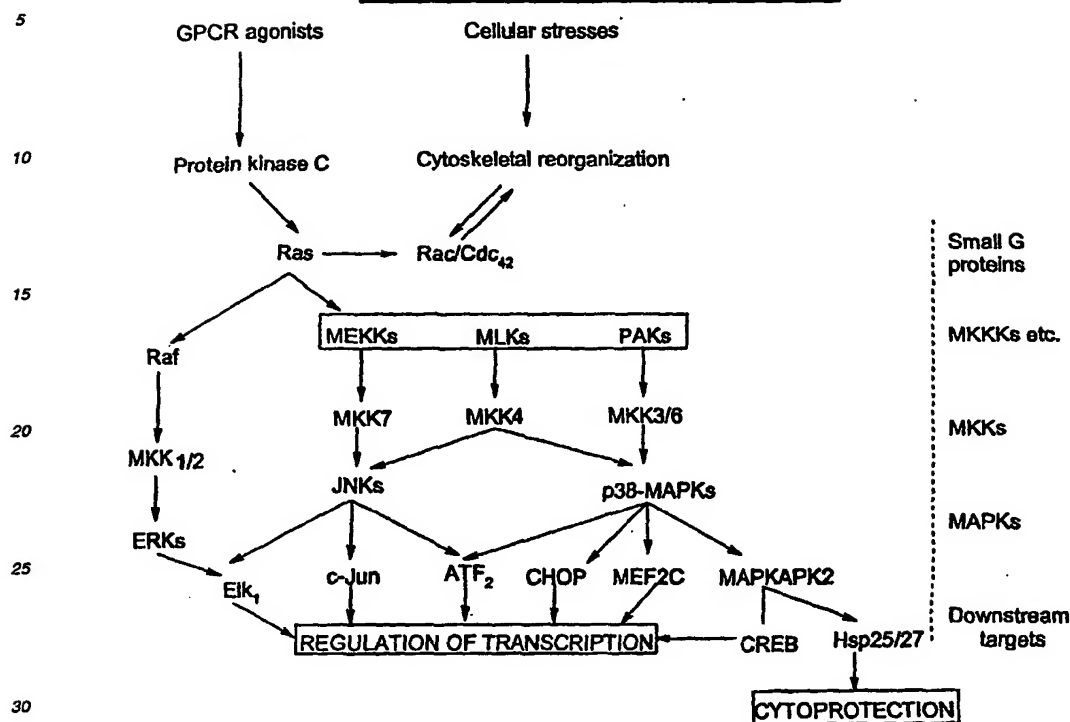 5
GPCR agonists Cellular stresses
10
Protein kinase C Cytoskeletal reorganization
Ras Rac/Cdc42
Small G
proteins
15
MEKKs MLKs PAKs
MKKKs etc.
Raf
MKK7 MKK4 MKK3/6
MKKs
20
MKK 1/2
JNKs p38-MAPKs
MAPKs
ERKs
25
c-Jun ATF2 CHOP MEF2C MAPKAPK2
Elk1
Downstream
targets
REGULATION OF TRANSCRIPTION CREB Hsp25/27
30
CYTOPROTECTION